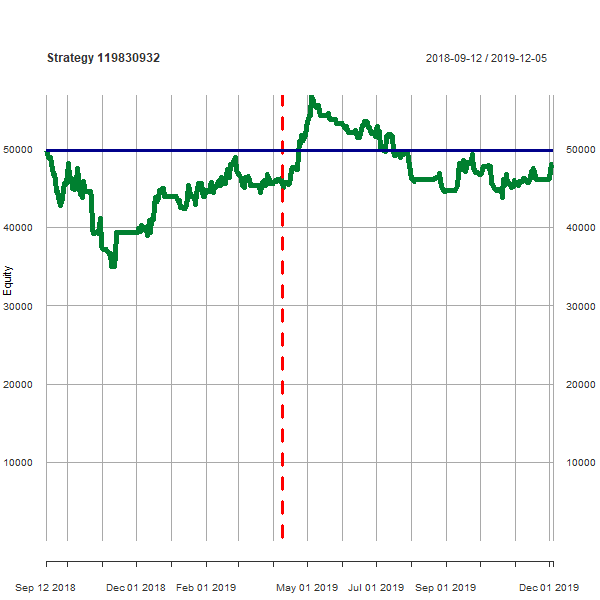 Strategy 119830932
2018-09-12 / 2019-12-05
50000
50000
40000
40000
Equity
30000
30000
20000
20000
10000
10000
Sep 12 2018
Dec 01 2018
Feb 01 2019
May 01 2019
Jul 01 2019
Sep 01 2019
Dec 01 2019